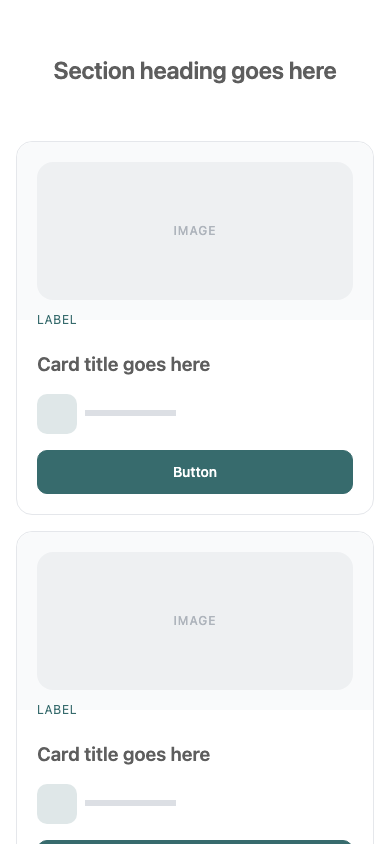 Section heading goes here
IMAGE
LABEL
Card title goes here
Button
IMAGE
LABEL
Card title goes here